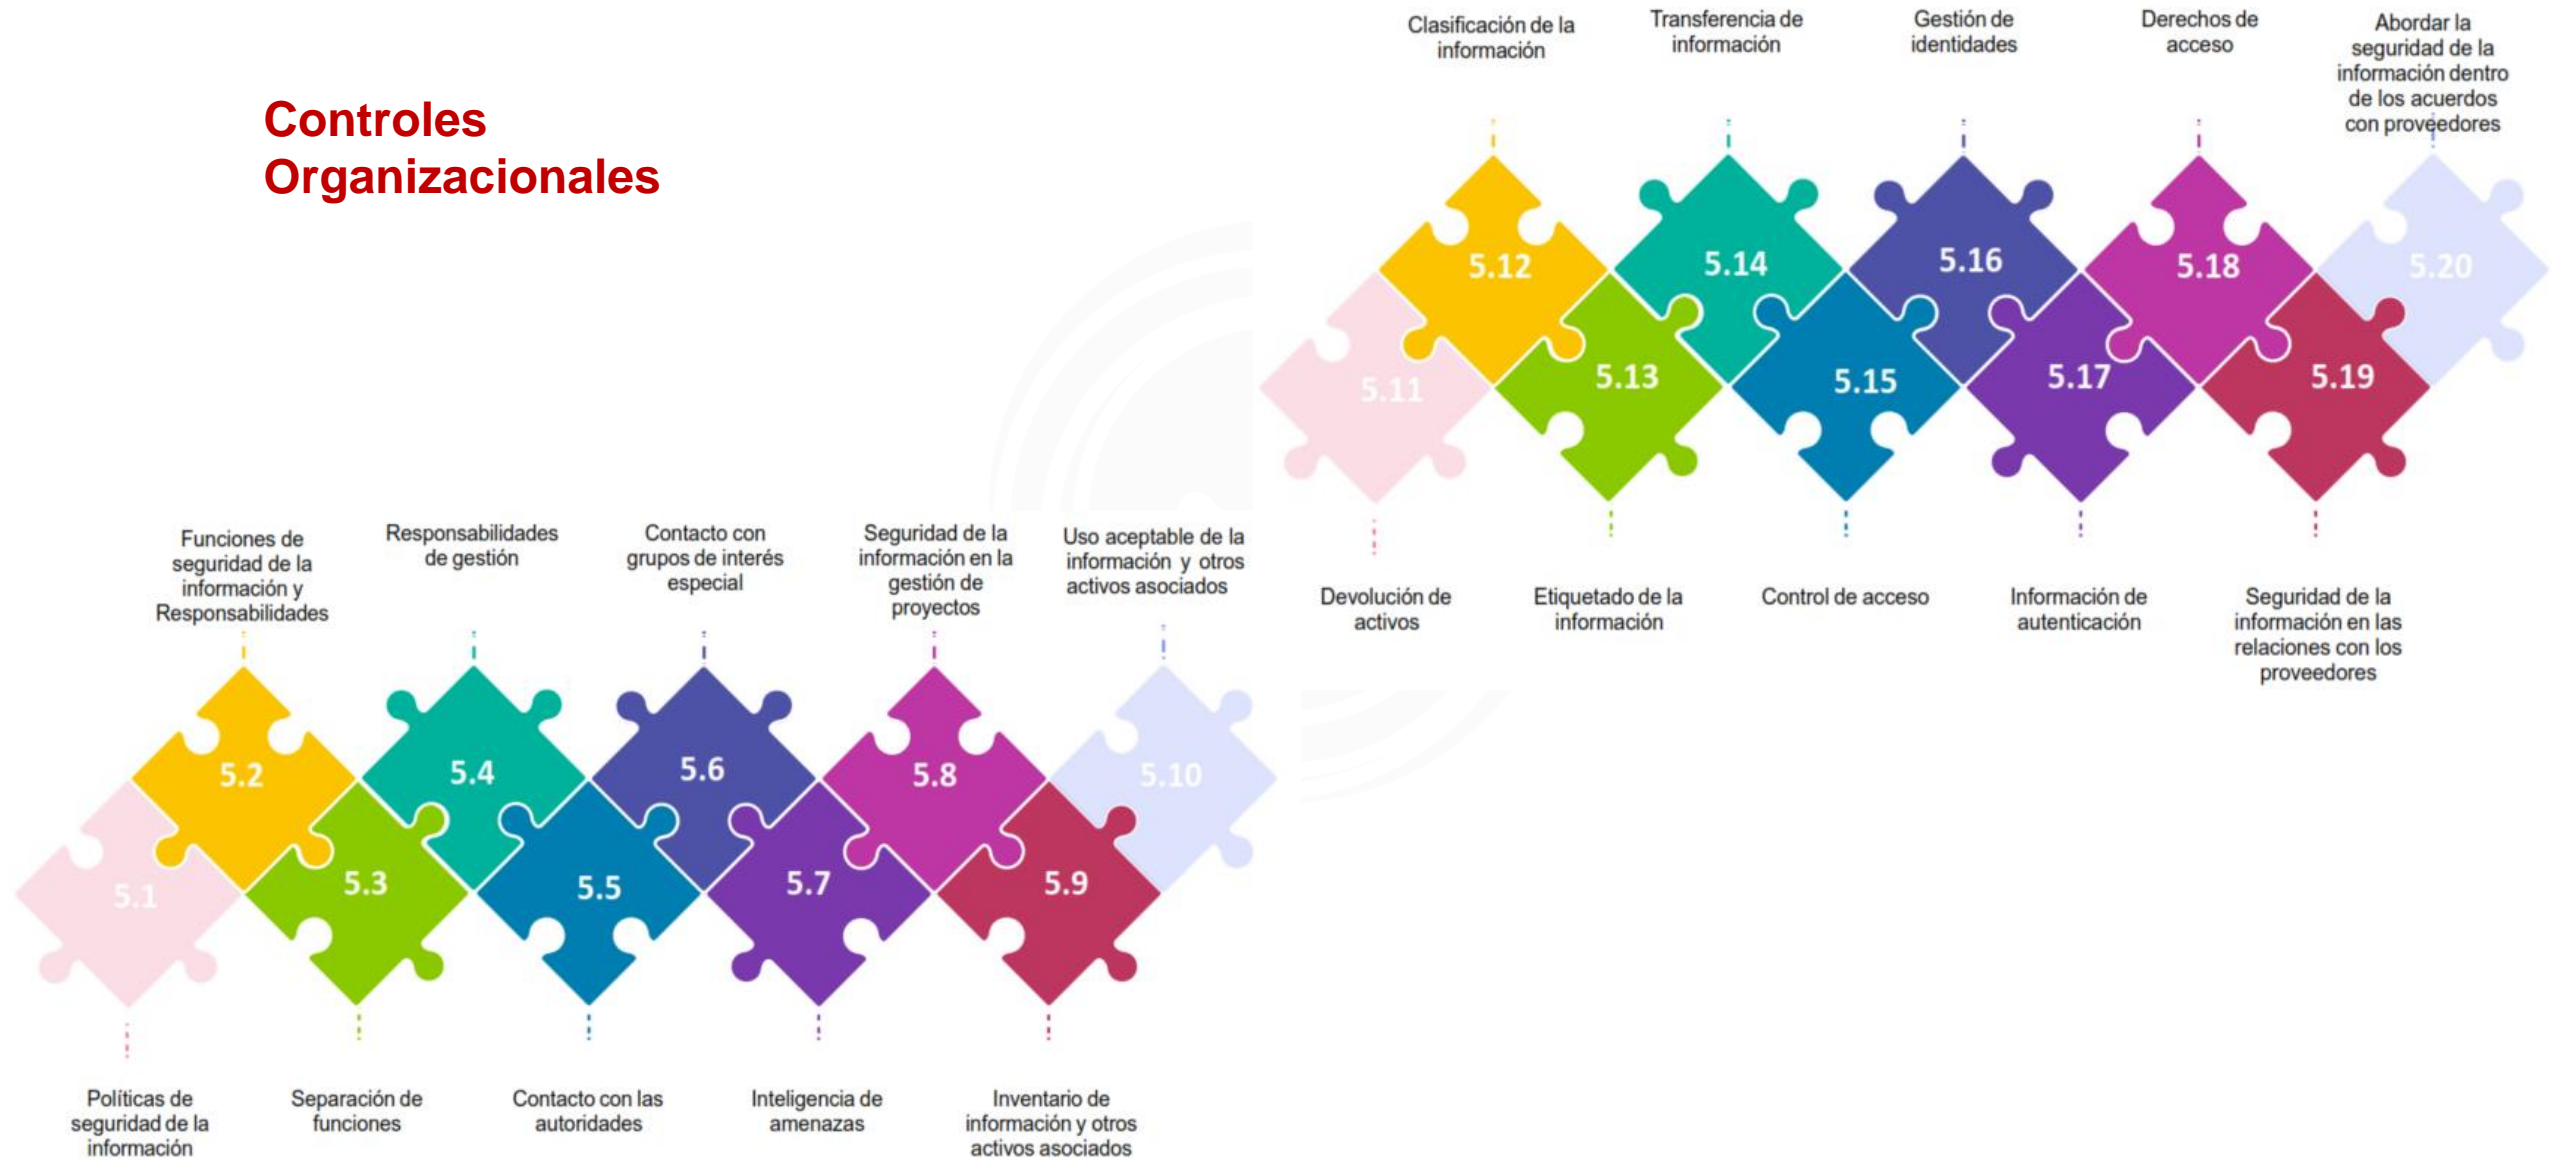 Controles
Organizacionales
Funciones de
seguridad de la
información y
Responsabilidades
Responsabilidades
de gestión
Contacto con
grupos de interés
especial
Seguridad de la
información en la
gestión de
proyectos
Uso aceptable de la
información y otros
activos asociados
5.2
5.4
5.6
5.8
5.10
5.1
5.3
5.5
5.7
5.9
Políticas de
seguridad de la
información
Separación de
funciones
Contacto con las
autoridades
Inteligencia de
amenazas
Inventario de
información y otros
activos asociados
Clasificación de la
información
Transferencia de
información
Gestión de
identidades
Derechos de
acceso
Abordar la
seguridad de la
información dentro
de los acuerdos
con proveedores
5.12
5.14
5.16
5.18
5.20
5.11
5.13
5.15
5.17
5.19
Devolución de
activos
Etiquetado de la
información
Control de acceso
Información de
autenticación
Seguridad de la
información en las
relaciones con los
proveedores